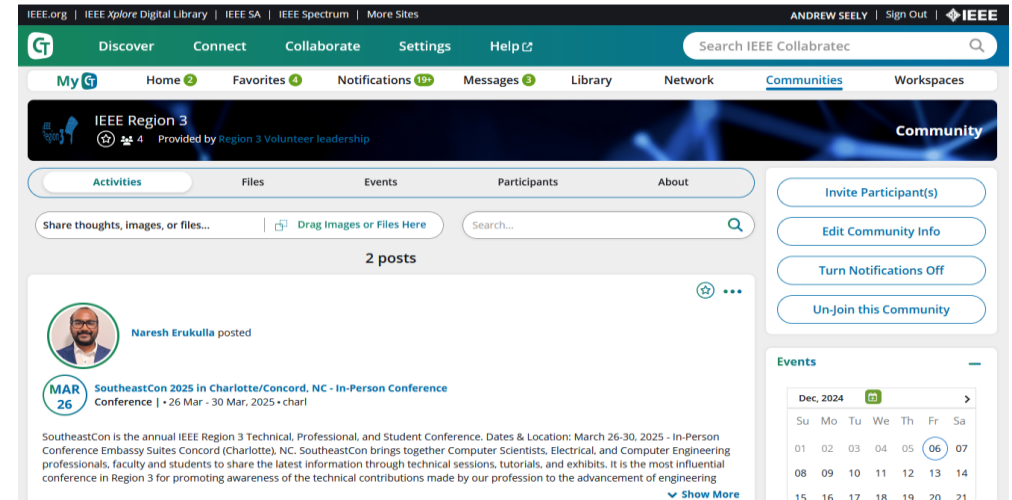 IEEE.org | IEEE Xplore Digital Library | IEEE SA | IEEE Spectrum | More Sites
ANDREW SEELY | Sign Out | IEEE
Discover Connect Collaborate Settings Help
Search IEEE Collabratec
My Home 2 Favorites 4 Notifications 19+ Messages 3 Library Network Communities Workspaces
IEEE Region 3
4 Provided by Region 3 Volunteer leadership
Community
Activities Files Events Participants About
Share thoughts, images, or files... | Drag Images or Files Here
Search...
2 posts
Naresh Erukulla posted
MAR
26
SoutheastCon 2025 in Charlotte/Concord, NC - In-Person Conference
Conference | • 26 Mar - 30 Mar, 2025 • charl
SoutheastCon is the annual IEEE Region 3 Technical, Professional, and Student Conference. Dates & Location: March 26-30, 2025 - In-Person
Conference Embassy Suites Concord (Charlotte), NC. SoutheastCon brings together Computer Scientists, Electrical, and Computer Engineering
professionals, faculty and students to share the latest information through technical sessions, tutorials, and exhibits. It is the most influential
conference in Region 3 for promoting awareness of the technical contributions made by our profession to the advancement of engineering
Show More
Invite Participant(s)
Edit Community Info
Turn Notifications Off
Un-Join this Community
Events
Dec, 2024
Su Mo Tu We Th Fr Sa
01 02 03 04 05 06 07
08 09 10 11 12 13 14
15 16 17 18 19 20 21